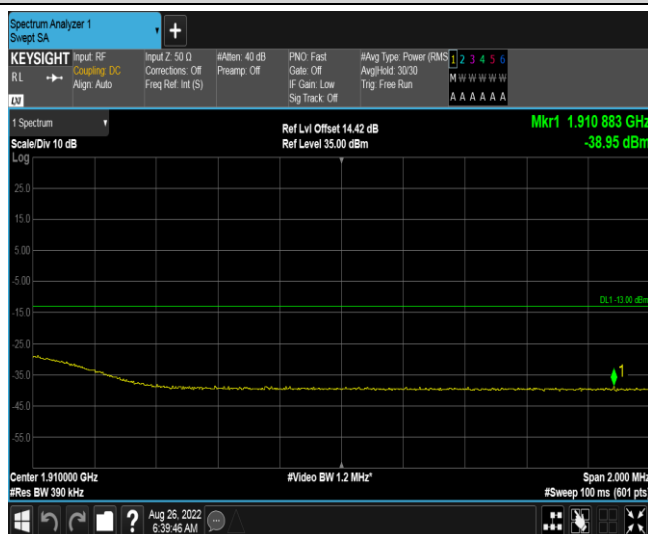 Spectrum Analyzer 1
Swept SA
KEYSIGHT
RL
LXI
Input: RF
Coupling: DC
Align: Auto
Input Z: 50 Ω
Corrections: Off
Freq Ref: Int (S)
#Atten: 40 dB
Preamp: Off
PNO: Fast
Gate: Off
IF Gain: Low
Sig Track: Off
#Avg Type: Power (RMS
Avg|Hold: 30/30
Trig: Free Run
1 2 3 4 5 6
M W W W W W
A A A A A A
1 Spectrum
Scale/Div 10 dB
Log
Ref Lvl Offset 14.42 dB
Ref Level 35.00 dBm
Mkr1 1.910 883 GHz
-38.95 dBm
25.0
15.0
5.00
-5.00
-15.0
-25.0
-35.0
-45.0
-55.0
DL1 -13.00 dBm
1
Center 1.910000 GHz
#Res BW 390 kHz
#Video BW 1.2 MHz*
Span 2.000 MHz
#Sweep 100 ms (601 pts)
?
Aug 26, 2022
6:39:46 AM